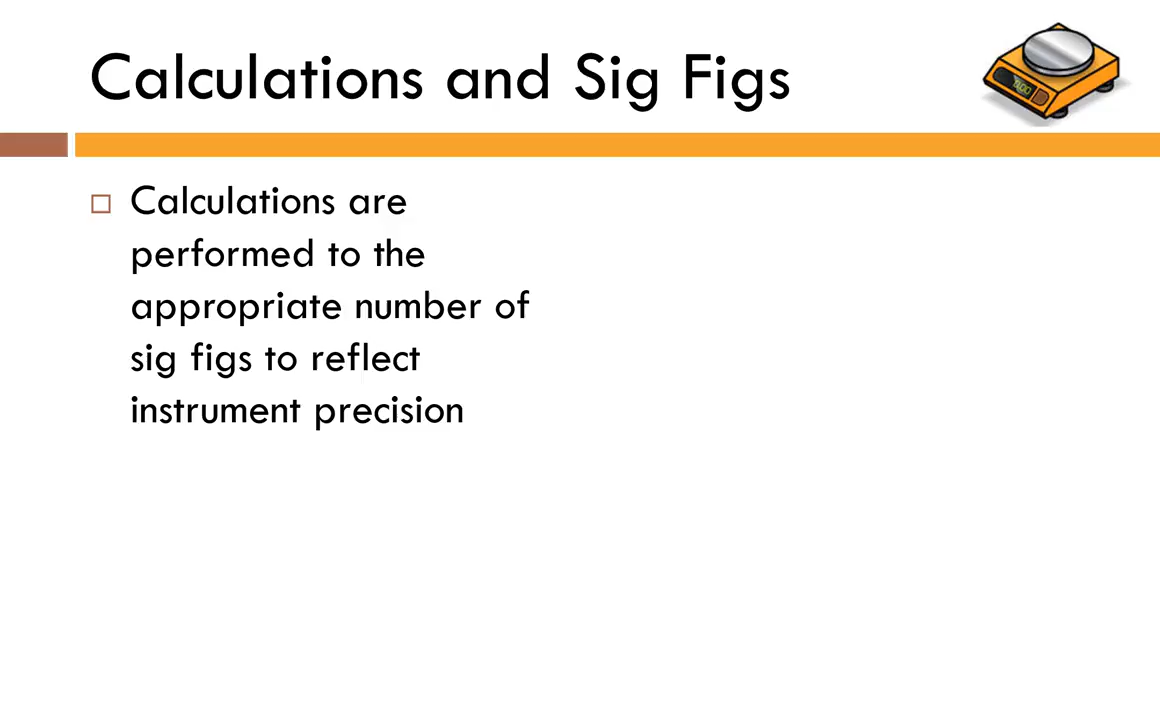 Calculations and Sig Figs
Calculations are
performed to the
appropriate number of
sig figs to reflect
instrument precision